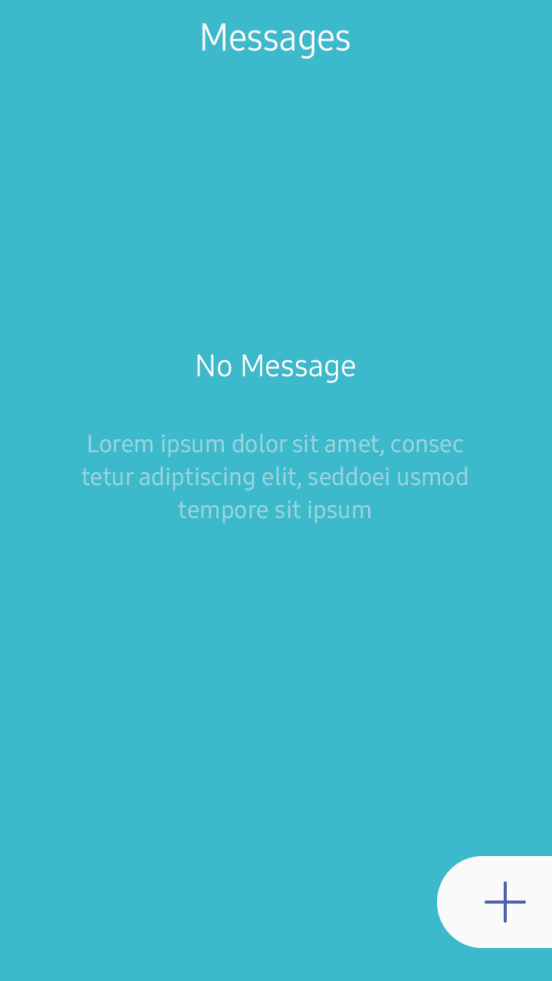 Messages
No Message
Lorem ipsum dolor sit amet, consec
tetur adiptiscing elit, seddoei usmod
tempore sit ipsum